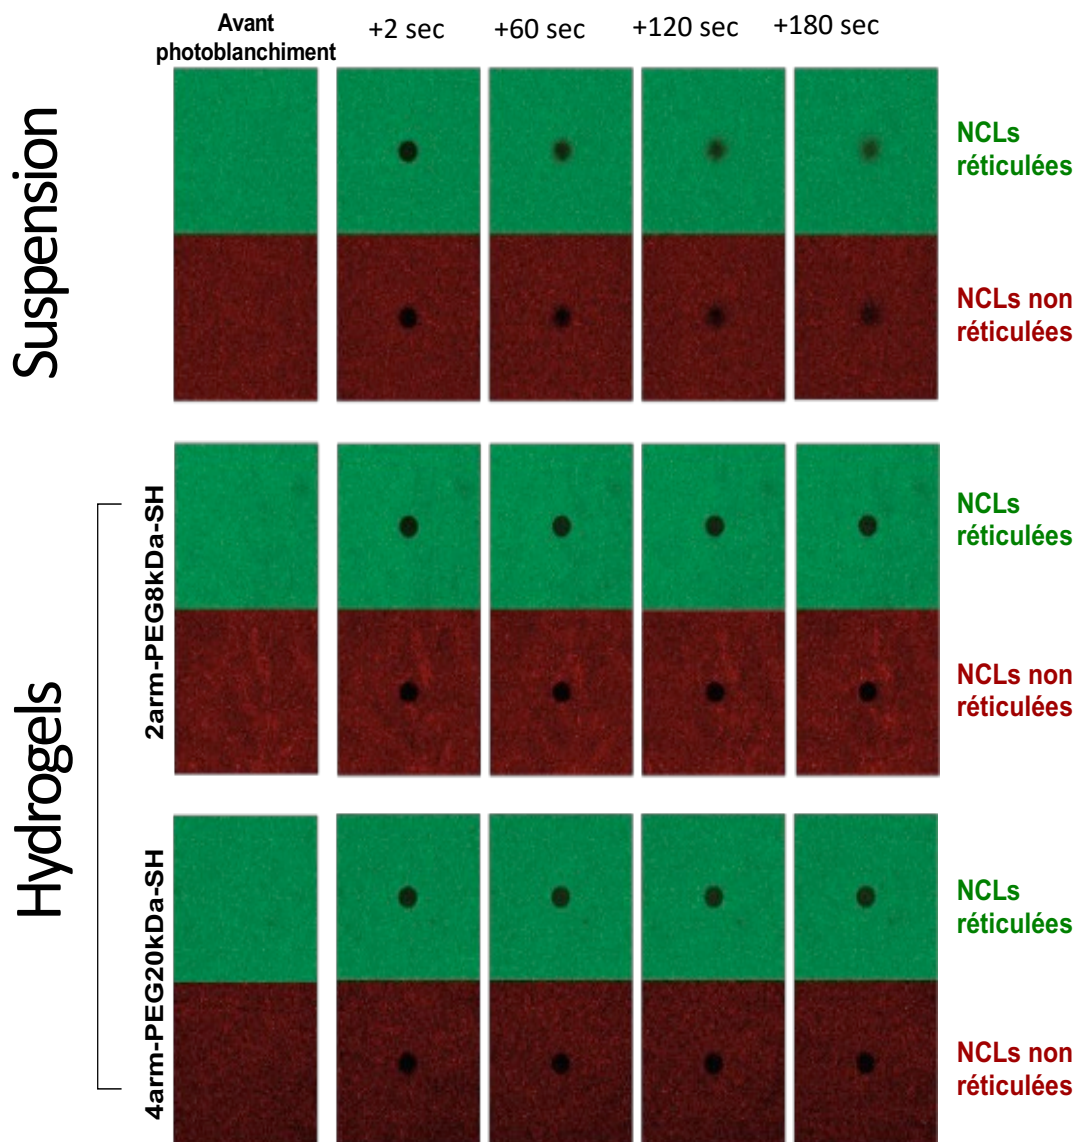 Avant
photoblanchiment
+2 sec
+60 sec
+120 sec
+180 sec
Suspension
NCLs
réticulées
NCLs non
réticulées
Hydrogels
2arm-PEG8kDa-SH
NCLs
réticulées
NCLs non
réticulées
4arm-PEG20kDa-SH
NCLs
réticulées
NCLs non
réticulées